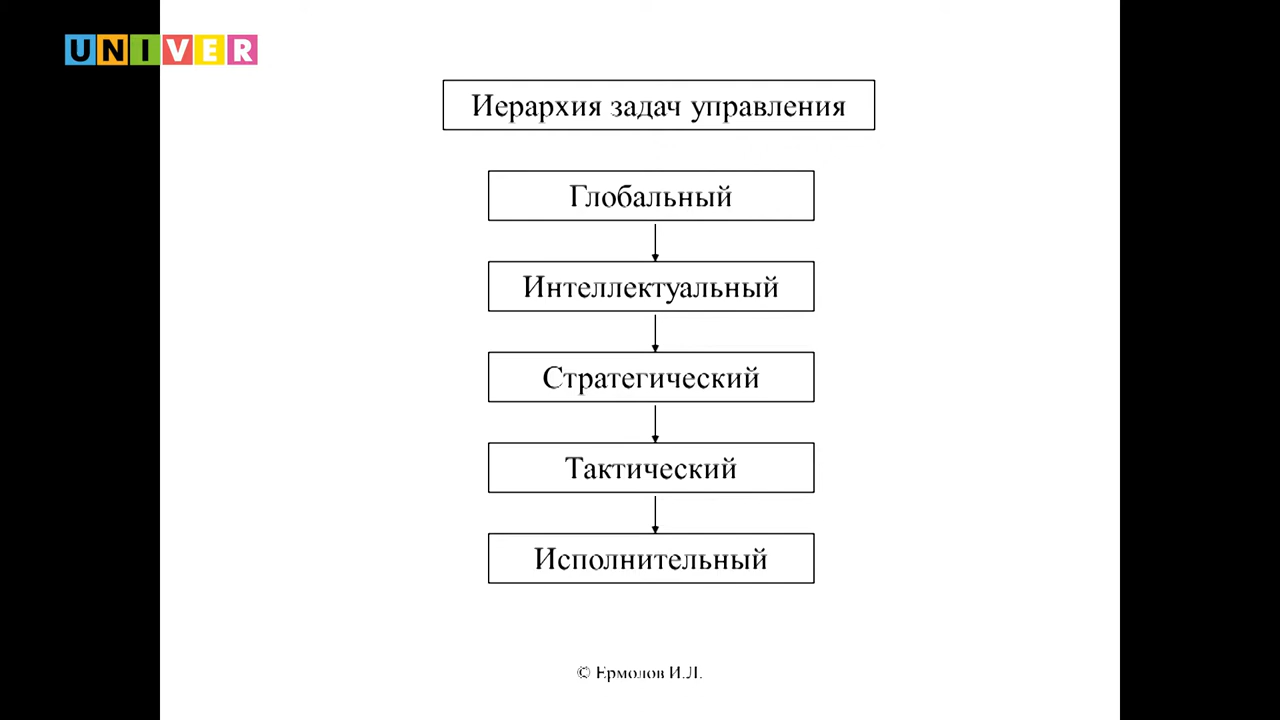 UNIVER
Иерархия задач управления
Глобальный
Интеллектуальный
Стратегический
Тактический
Исполнительный
© Ермолов И.Л.